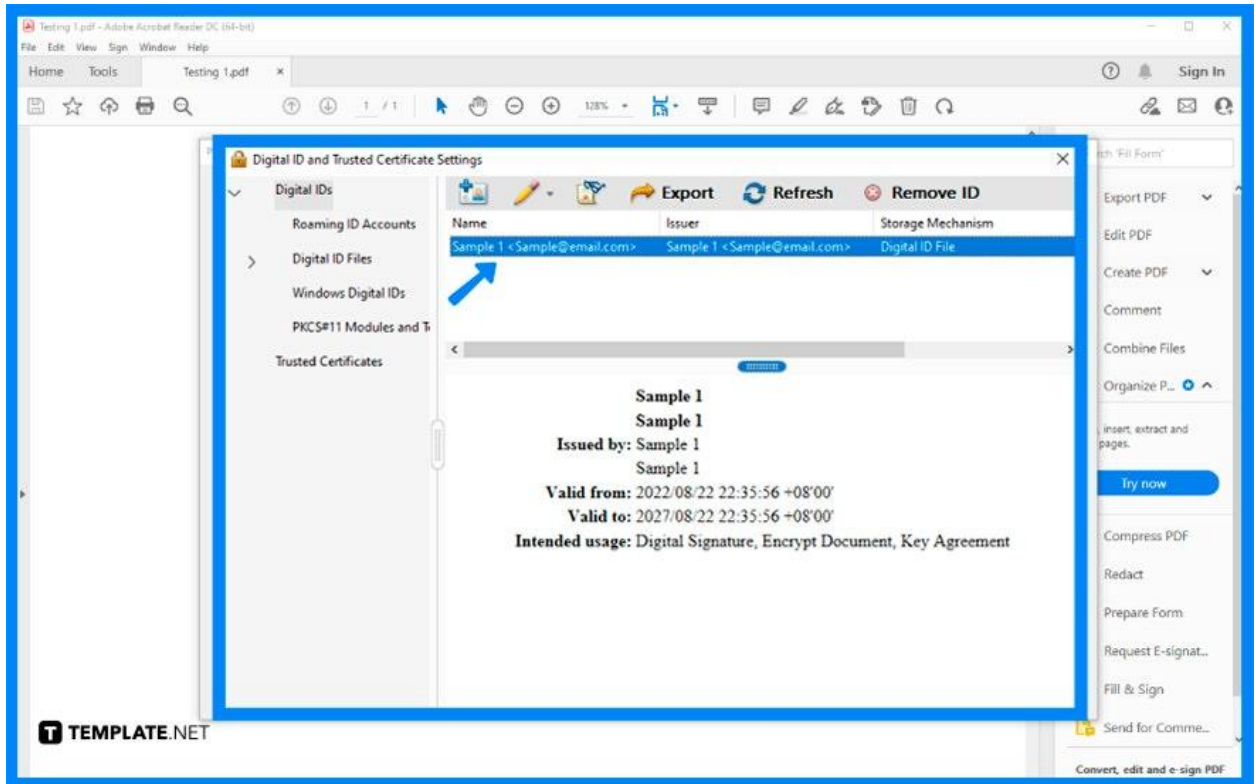 Testing 1.pdf - Adobe Acrobat Reader DC (64-bit)
File Edit View Sign Window Help
Home Tools Testing 1.pdf × Sign In
1 / 1 128%
Digital ID and Trusted Certificate Settings
Digital IDs
Roaming ID Accounts
Digital ID Files
Windows Digital IDs
PKCS#11 Modules and
Trusted Certificates
Export Refresh Remove ID
Name Issuer Storage Mechanism
Sample 1 <Sample@email.com> Sample 1 <Sample@email.com> Digital ID File
Sample 1
Sample 1
Issued by: Sample 1
Sample 1
Valid from: 2022/08/22 22:35:56 +08'00'
Valid to: 2027/08/22 22:35:56 +08'00'
Intended usage: Digital Signature, Encrypt Document, Key Agreement
'Fill Form'
Export PDF
Edit PDF
Create PDF
Comment
Combine Files
Organize P...
insert, extract and
pages.
Try now
Compress PDF
Redact
Prepare Form
Request E-signat...
Fill & Sign
Send for Comme...
Convert, edit and e-sign PDF
T TEMPLATE.NET